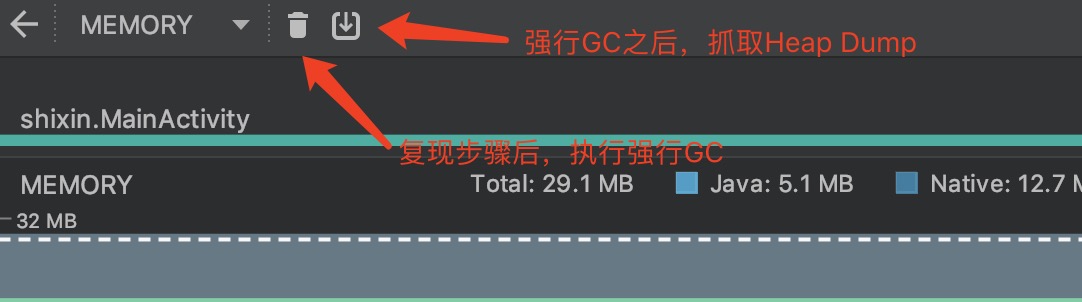 MEMORY
强行GC之后，抓取Heap Dump
shixin.MainActivity
复现步骤后，执行强行GC
MEMORY Total: 29.1 MB Java: 5.1 MB Native: 12.7 M
32 MB